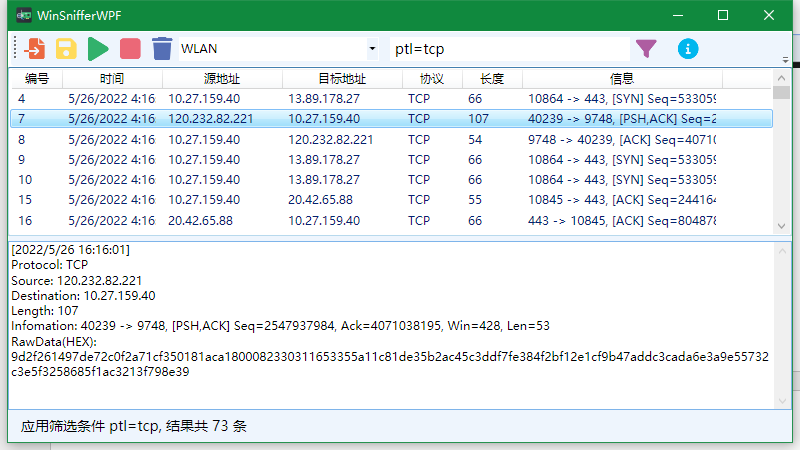 WinSnifferWPF
WLAN ptl=tcp
编号 时间 源地址 目标地址 协议 长度 信息
4 5/26/2022 4:16 10.27.159.40 13.89.178.27 TCP 66 10864 -> 443, [SYN] Seq=533059
7 5/26/2022 4:16 120.232.82.221 10.27.159.40 TCP 107 40239 -> 9748, [PSH,ACK] Seq=2
8 5/26/2022 4:16 10.27.159.40 120.232.82.221 TCP 54 9748 -> 40239, [ACK] Seq=40710
9 5/26/2022 4:16 10.27.159.40 13.89.178.27 TCP 66 10864 -> 443, [SYN] Seq=533059
10 5/26/2022 4:16 10.27.159.40 13.89.178.27 TCP 66 10864 -> 443, [SYN] Seq=533059
15 5/26/2022 4:16 10.27.159.40 20.42.65.88 TCP 55 10845 -> 443, [ACK] Seq=244164
16 5/26/2022 4:16 20.42.65.88 10.27.159.40 TCP 66 443 -> 10845, [ACK] Seq=804878
[2022/5/26 16:16:01]
Protocol: TCP
Source: 120.232.82.221
Destination: 10.27.159.40
Length: 107
Infomation: 40239 -> 9748, [PSH,ACK] Seq=2547937984, Ack=4071038195, Win=428, Len=53
RawData(HEX):
9d2f261497de72c0f2a71cf350181aca1800082330311653355a11c81de35b2ac45c3ddf7fe384f2bf12e1cf9b47addc3cada6e3a9e55732
c3e5f3258685f1ac3213f798e39
应用筛选条件 ptl=tcp, 结果共 73 条